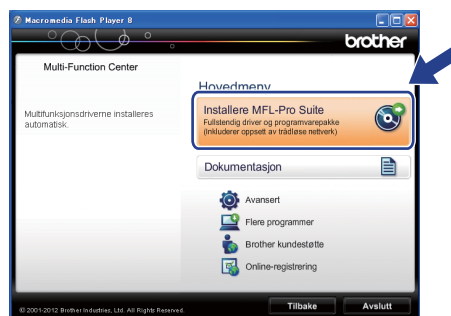 Macromedia Flash Player 8
brother
Multi-Function Center
Multifunksjonsdriverne installeres
automatisk.
Hovedmeny
Installere MFL-Pro Suite
Fullstendig driver og programvarepakke
(Inkluderer oppsett av trådløse nettverk)
Dokumentasjon
Avansert
Flere programmer
Brother kundestøtte
Online-registrering
© 2001-2012 Brother Industries, Ltd. All Rights Reserved.
Tilbake
Avslutt